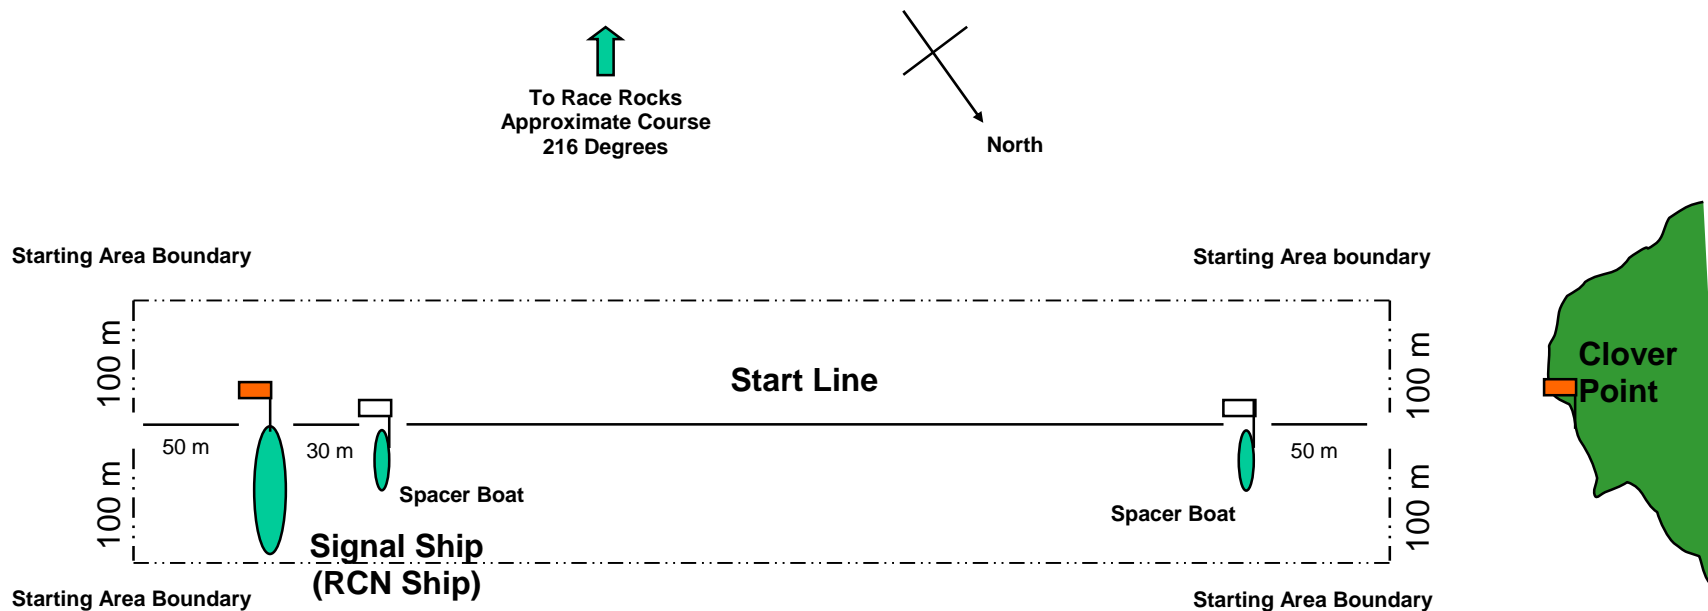 To Race Rocks
Approximate Course
216 Degrees
North
Starting Area Boundary
Starting Area boundary
100 m
100 m
Start Line
Clover
Point
50 m
30 m
50 m
100 m
100 m
Spacer Boat
Spacer Boat
Signal Ship
(RCN Ship)
Starting Area Boundary
Starting Area Boundary